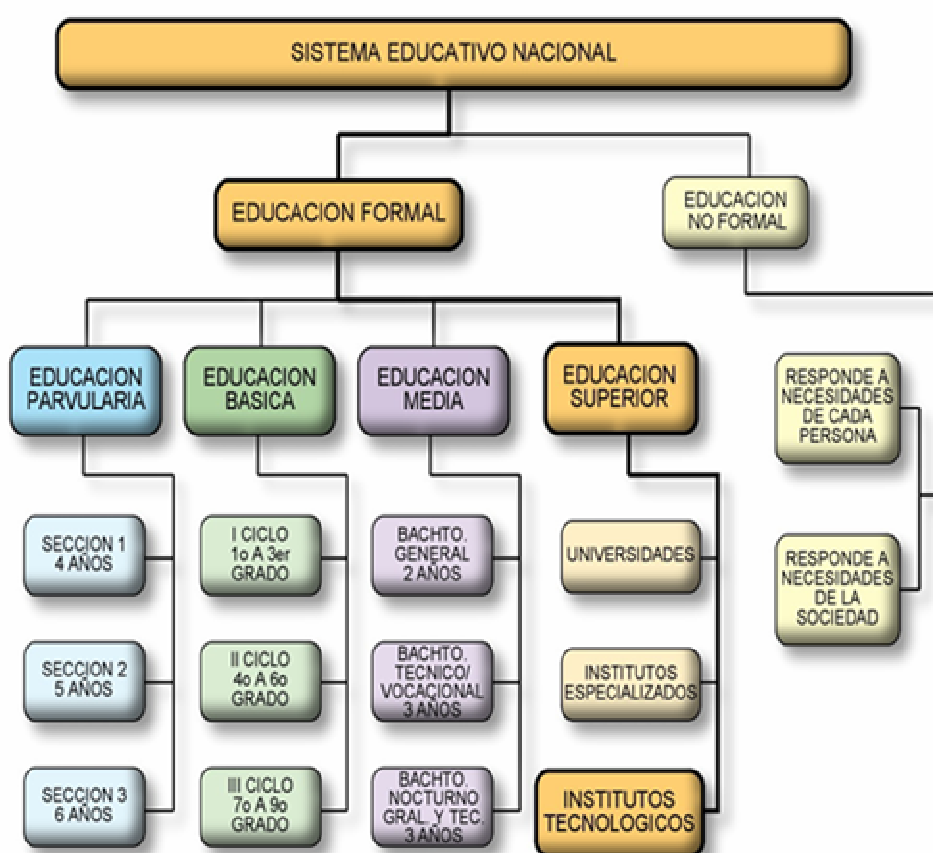 SISTEMA EDUCATIVO NACIONAL
EDUCACION FORMAL
EDUCACION
NO FORMAL
EDUCACION
PARVULARIA
EDUCACION
BASICA
EDUCACION
MEDIA
EDUCACION
SUPERIOR
RESPONDE A
NECESIDADES
DE CADA
PERSONA
SECCION 1
4 AÑOS
I CICLO
1o A 3er
GRADO
BACHTO.
GENERAL
2 AÑOS
UNIVERSIDADES
RESPONDE A
NECESIDADES
DE LA
SOCIEDAD
SECCION 2
5 AÑOS
II CICLO
4o A 6o
GRADO
BACHTO.
TECNICO/
VOCACIONAL
3 AÑOS
INSTITUTOS
ESPECIALIZADOS
SECCION 3
6 AÑOS
III CICLO
7o A 9o
GRADO
BACHTO.
NOCTURNO
GRAL. Y TEC.
3 AÑOS
INSTITUTOS
TECNOLOGICOS